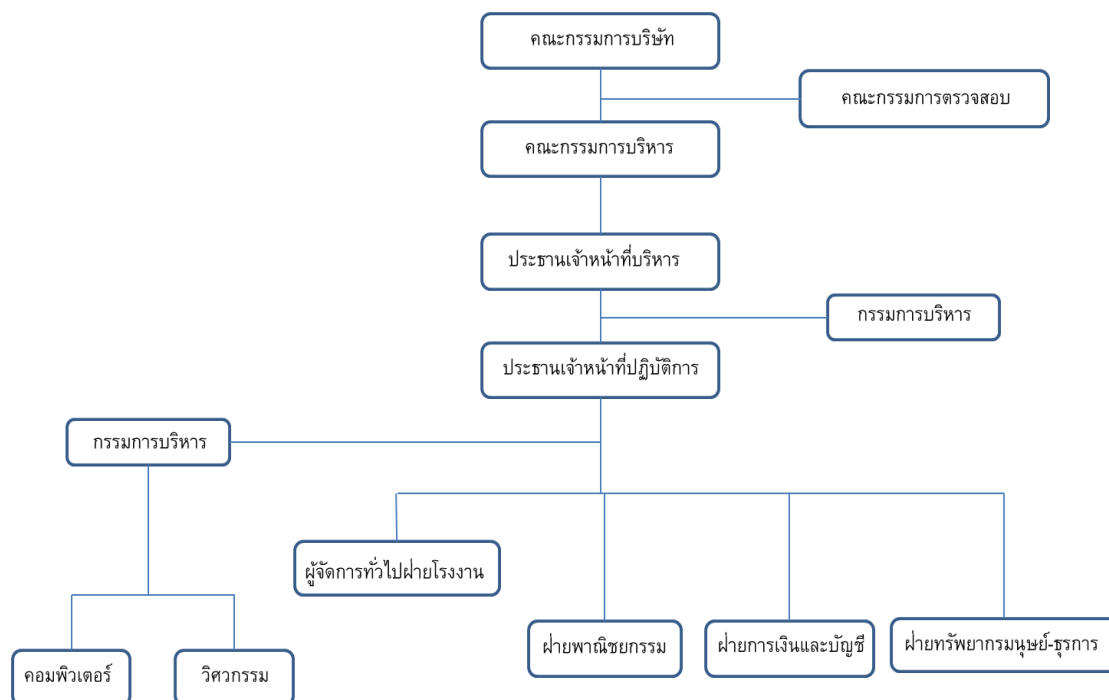 คณะกรรมการบริษัท
คณะกรรมการตรวจสอบ
คณะกรรมการบริหาร
ประธานเจ้าหน้าที่บริหาร
กรรมการบริหาร
ประธานเจ้าหน้าที่ปฏิบัติการ
กรรมการบริหาร
ผู้จัดการทั่วไปฝ่ายโรงงาน
ฝ่ายพาณิชยกรรม
ฝ่ายการเงินและบัญชี
ฝ่ายทรัพยากรมนุษย์-ธุรการ
คอมพิวเตอร์
วิศวกรรม